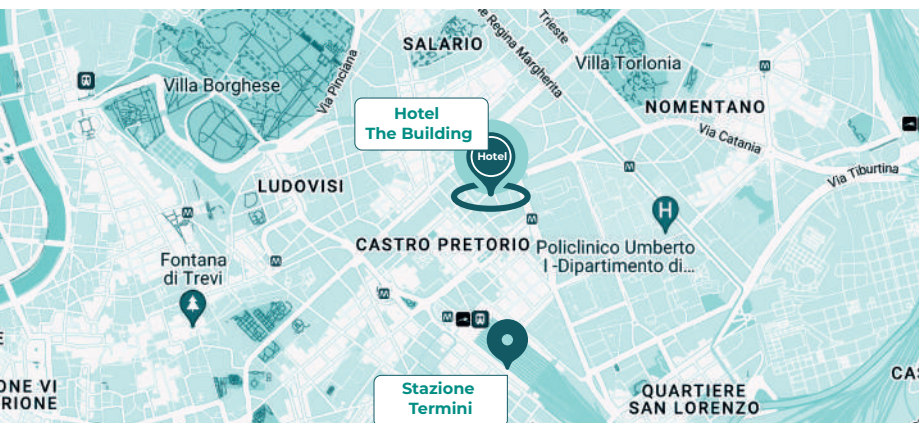 SALARIO
Via Pinciana
Regina Margherita
Trieste
Villa Torlonia
Villa Borghese
NOMENTANO
Hotel
The Building
Hotel
Via Catania
Via Tiburtina
LUDOVISI
M
M
M
H
CASTRO PRETORIO
Policlinico Umberto
I -Dipartimento di...
Fontana
di Trevi
M
M
M
M
Stazione
Termini
QUARTIERE
SAN LORENZO
ONE VI
RIONE
CAS